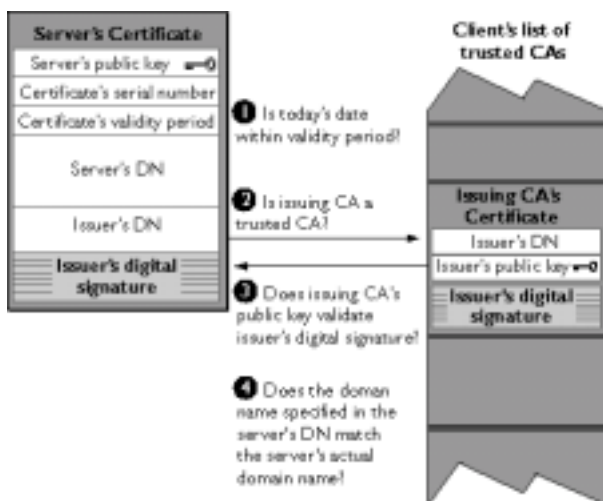 Server's Certificate
Server's public key
Certificate's serial number
Certificate's validity period
Server's DN
Issuer's DN
Issuer's digital
signature
1 Is today's date
within validity period?
2 Is issuing CA a
trusted CA?
3 Does issuing CA's
public key validate
issuer's digital signature?
4 Does the doman
name specified in the
server's DN match
the server's actual
domain name?
Client's list of
trusted CAs
Issuing CA's
Certificate
Issuer's DN
Issuer's public key
Issuer's digital
signature